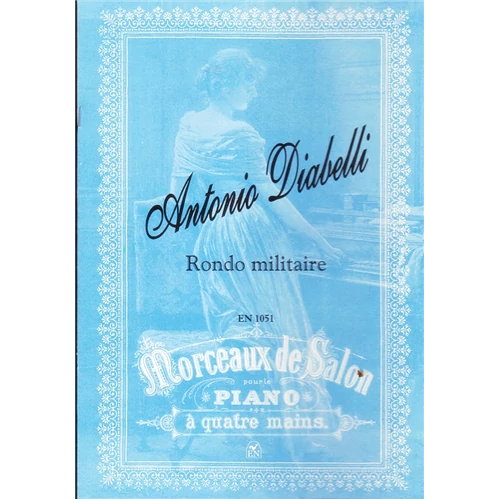 Antonio Diabelli
Rondo militaire
EN 1051
Morceaux de Salon
pour le
PIANO
à quatre mains.